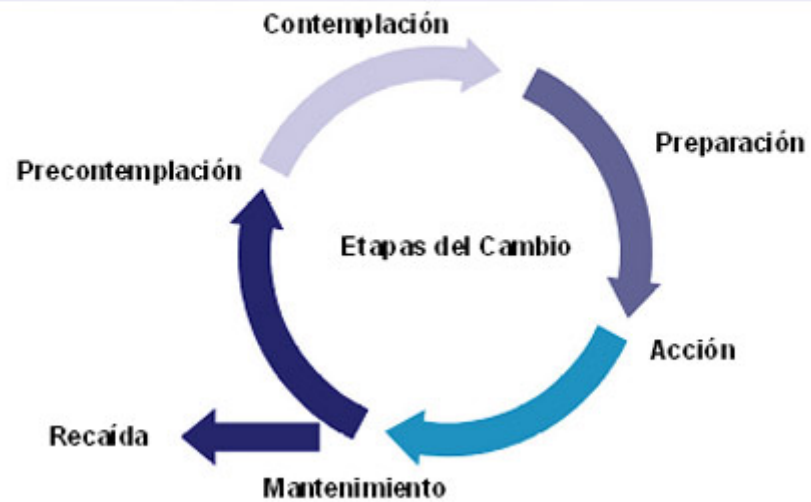 Contemplación
Preparación
Precontemplación
Etapas del Cambio
Acción
Recaída
Mantenimiento